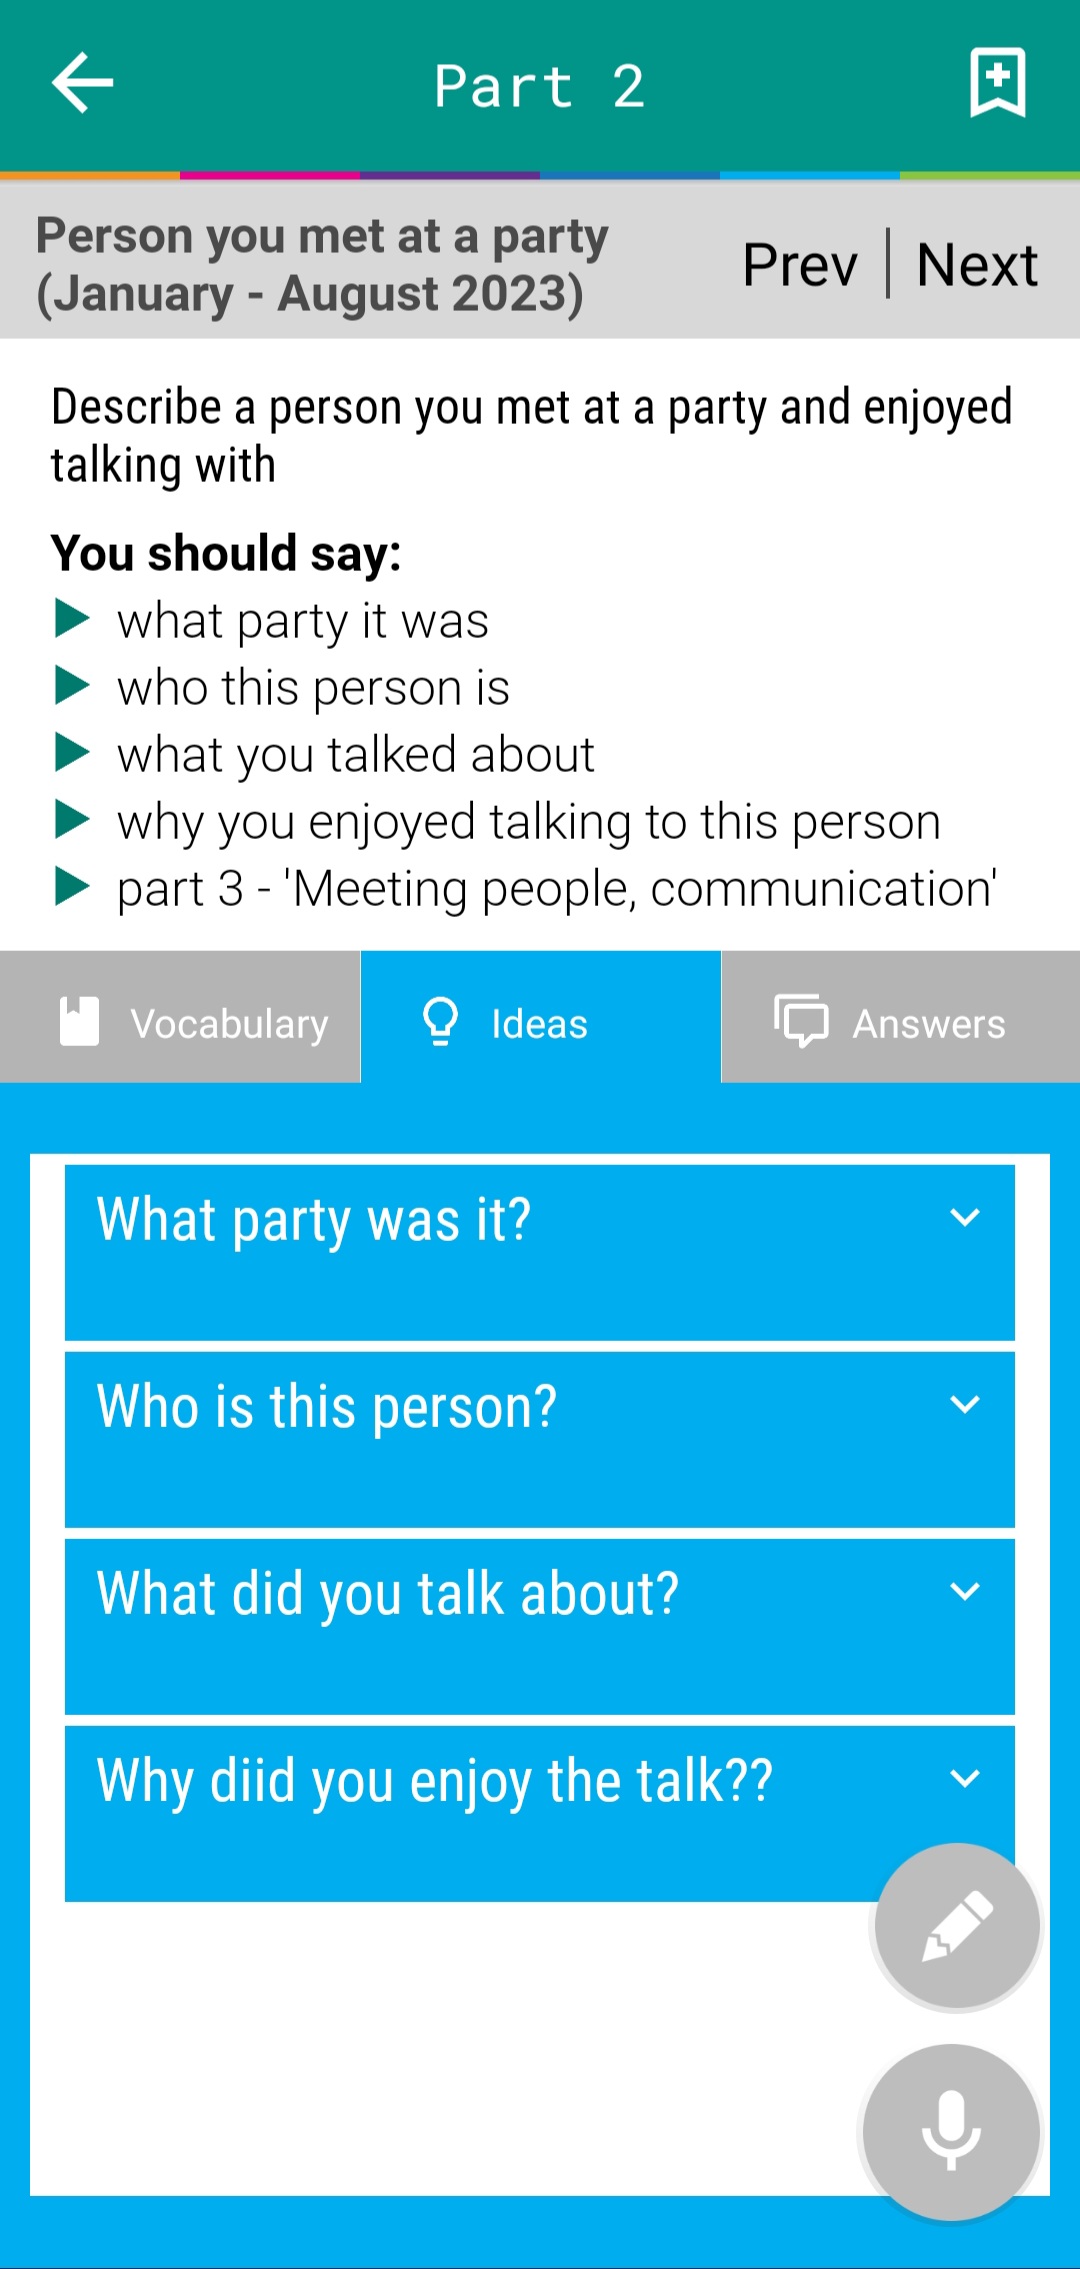 Part 2
Person you met at a party
(January - August 2023)
Prev | Next
Describe a person you met at a party and enjoyed
talking with
You should say:
what party it was
who this person is
what you talked about
why you enjoyed talking to this person
part 3 - 'Meeting people, communication'
Vocabulary
Ideas
Answers
What party was it?
Who is this person?
What did you talk about?
Why diid you enjoy the talk??